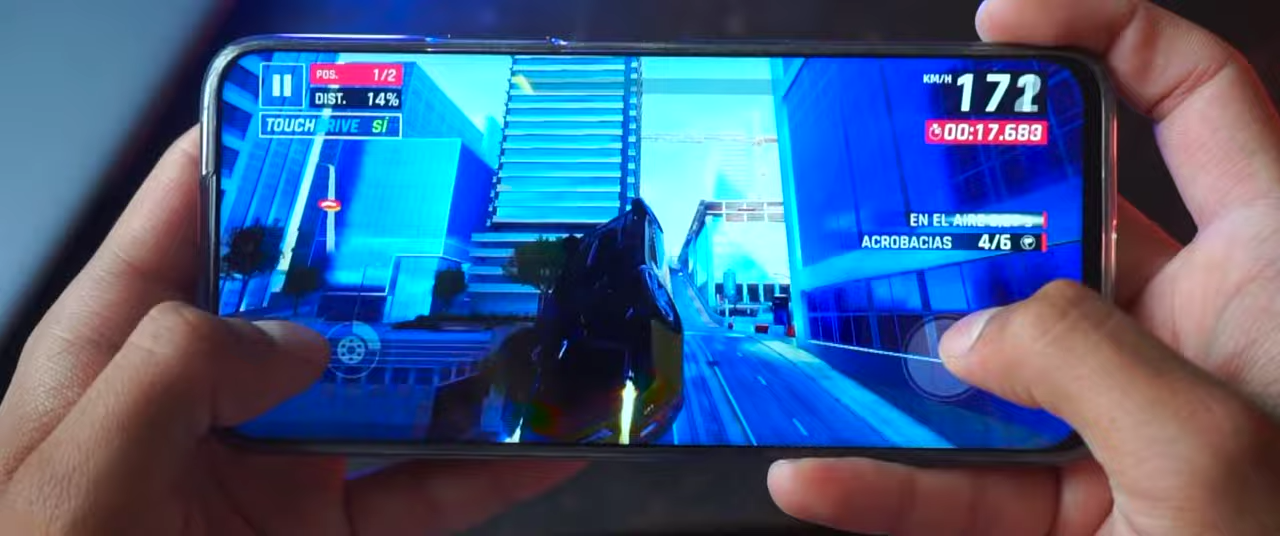 POS. 1/2
DIST. 14%
TOUCHDRIVE SÍ
KM/H 172
00:17.683
EN EL AIRE
ACROBACIAS 4/6